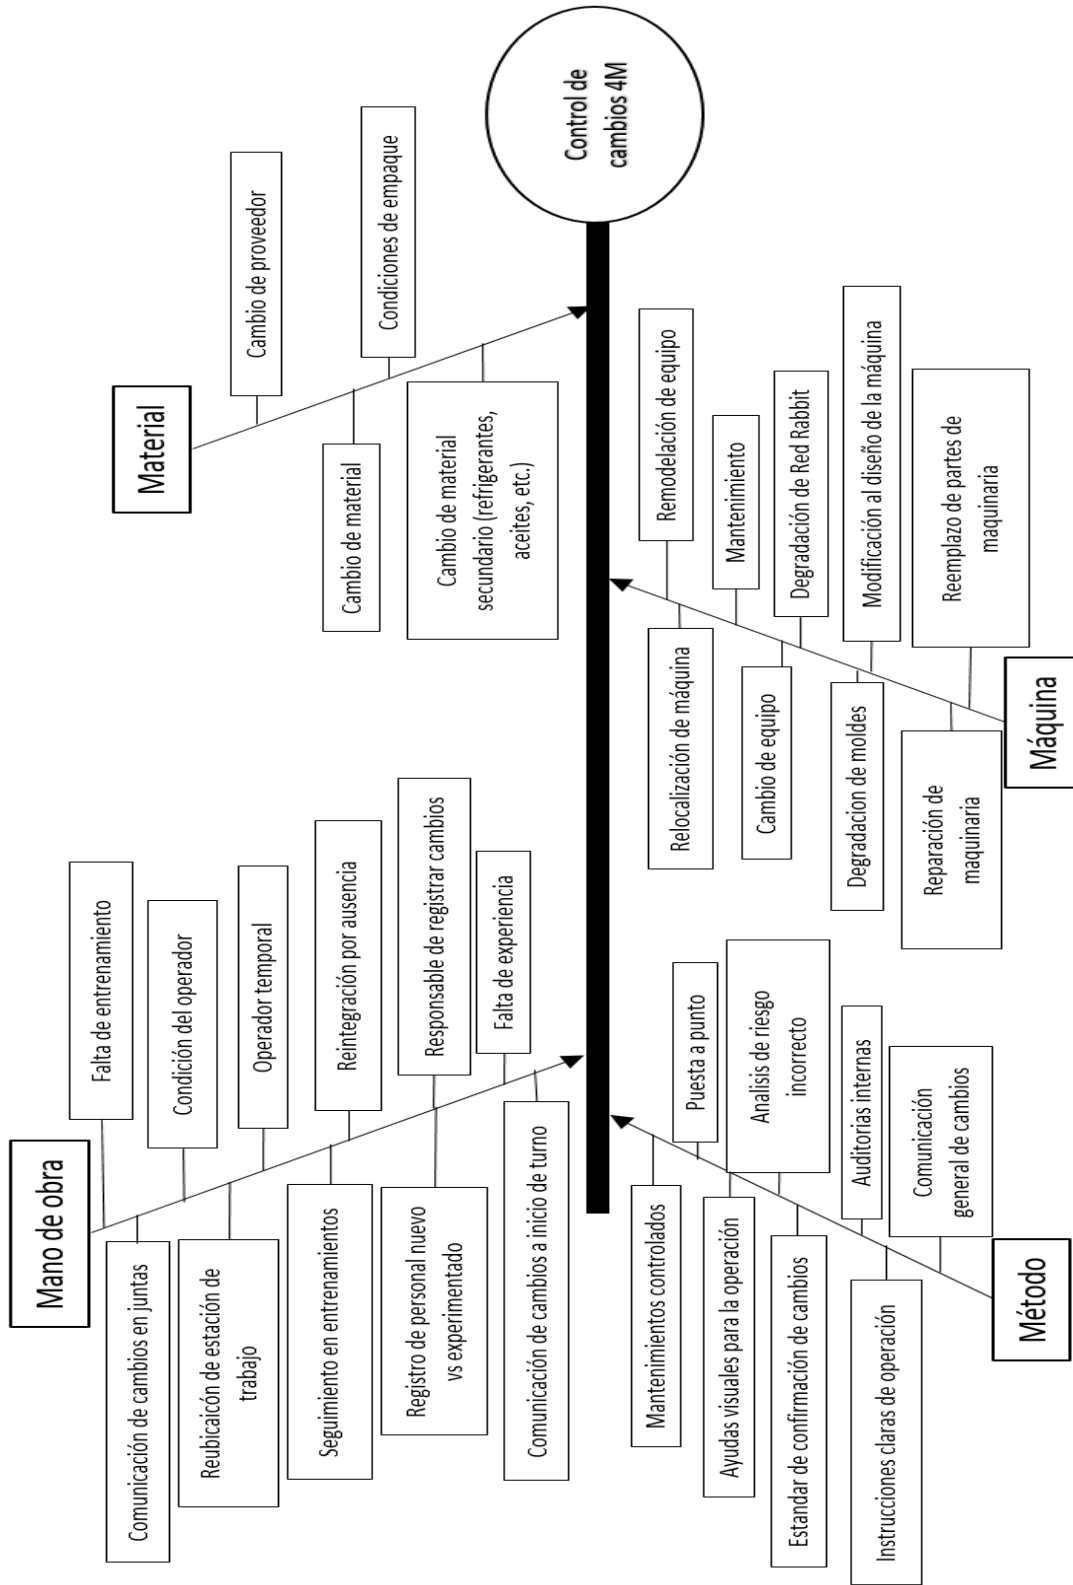 Mano de obra
Falta de entrenamiento
Condición del operador
Operador temporal
Reintegración por ausencia
Responsable de registrar cambios
Falta de experiencia
Comunicación de cambios en juntas
Reubicaicón de estación de
trabajo
Seguimiento en entrenamientos
Registro de personal nuevo
vs experimentado
Comunicación de cambios a inicio de turno
Material
Cambio de proveedor
Condiciones de empaque
Cambio de material
Cambio de material
secundario (refrigerantes,
aceites, etc.)
Control de
cambios 4M
Mantenimientos controlados
Ayudas visuales para la operación
Estandar de confirmación de cambios
Instrucciones claras de operación
Puesta a punto
Analisis de riesgo
incorrecto
Auditorias internas
Comunicación
general de cambios
Método
Relocalización de máquina
Cambio de equipo
Degradacion de moldes
Reparación de
maquinaria
Remodelación de equipo
Mantenimiento
Degradación de Red Rabbit
Modificación al diseño de la máquina
Reemplazo de partes de
maquinaria
Máquina